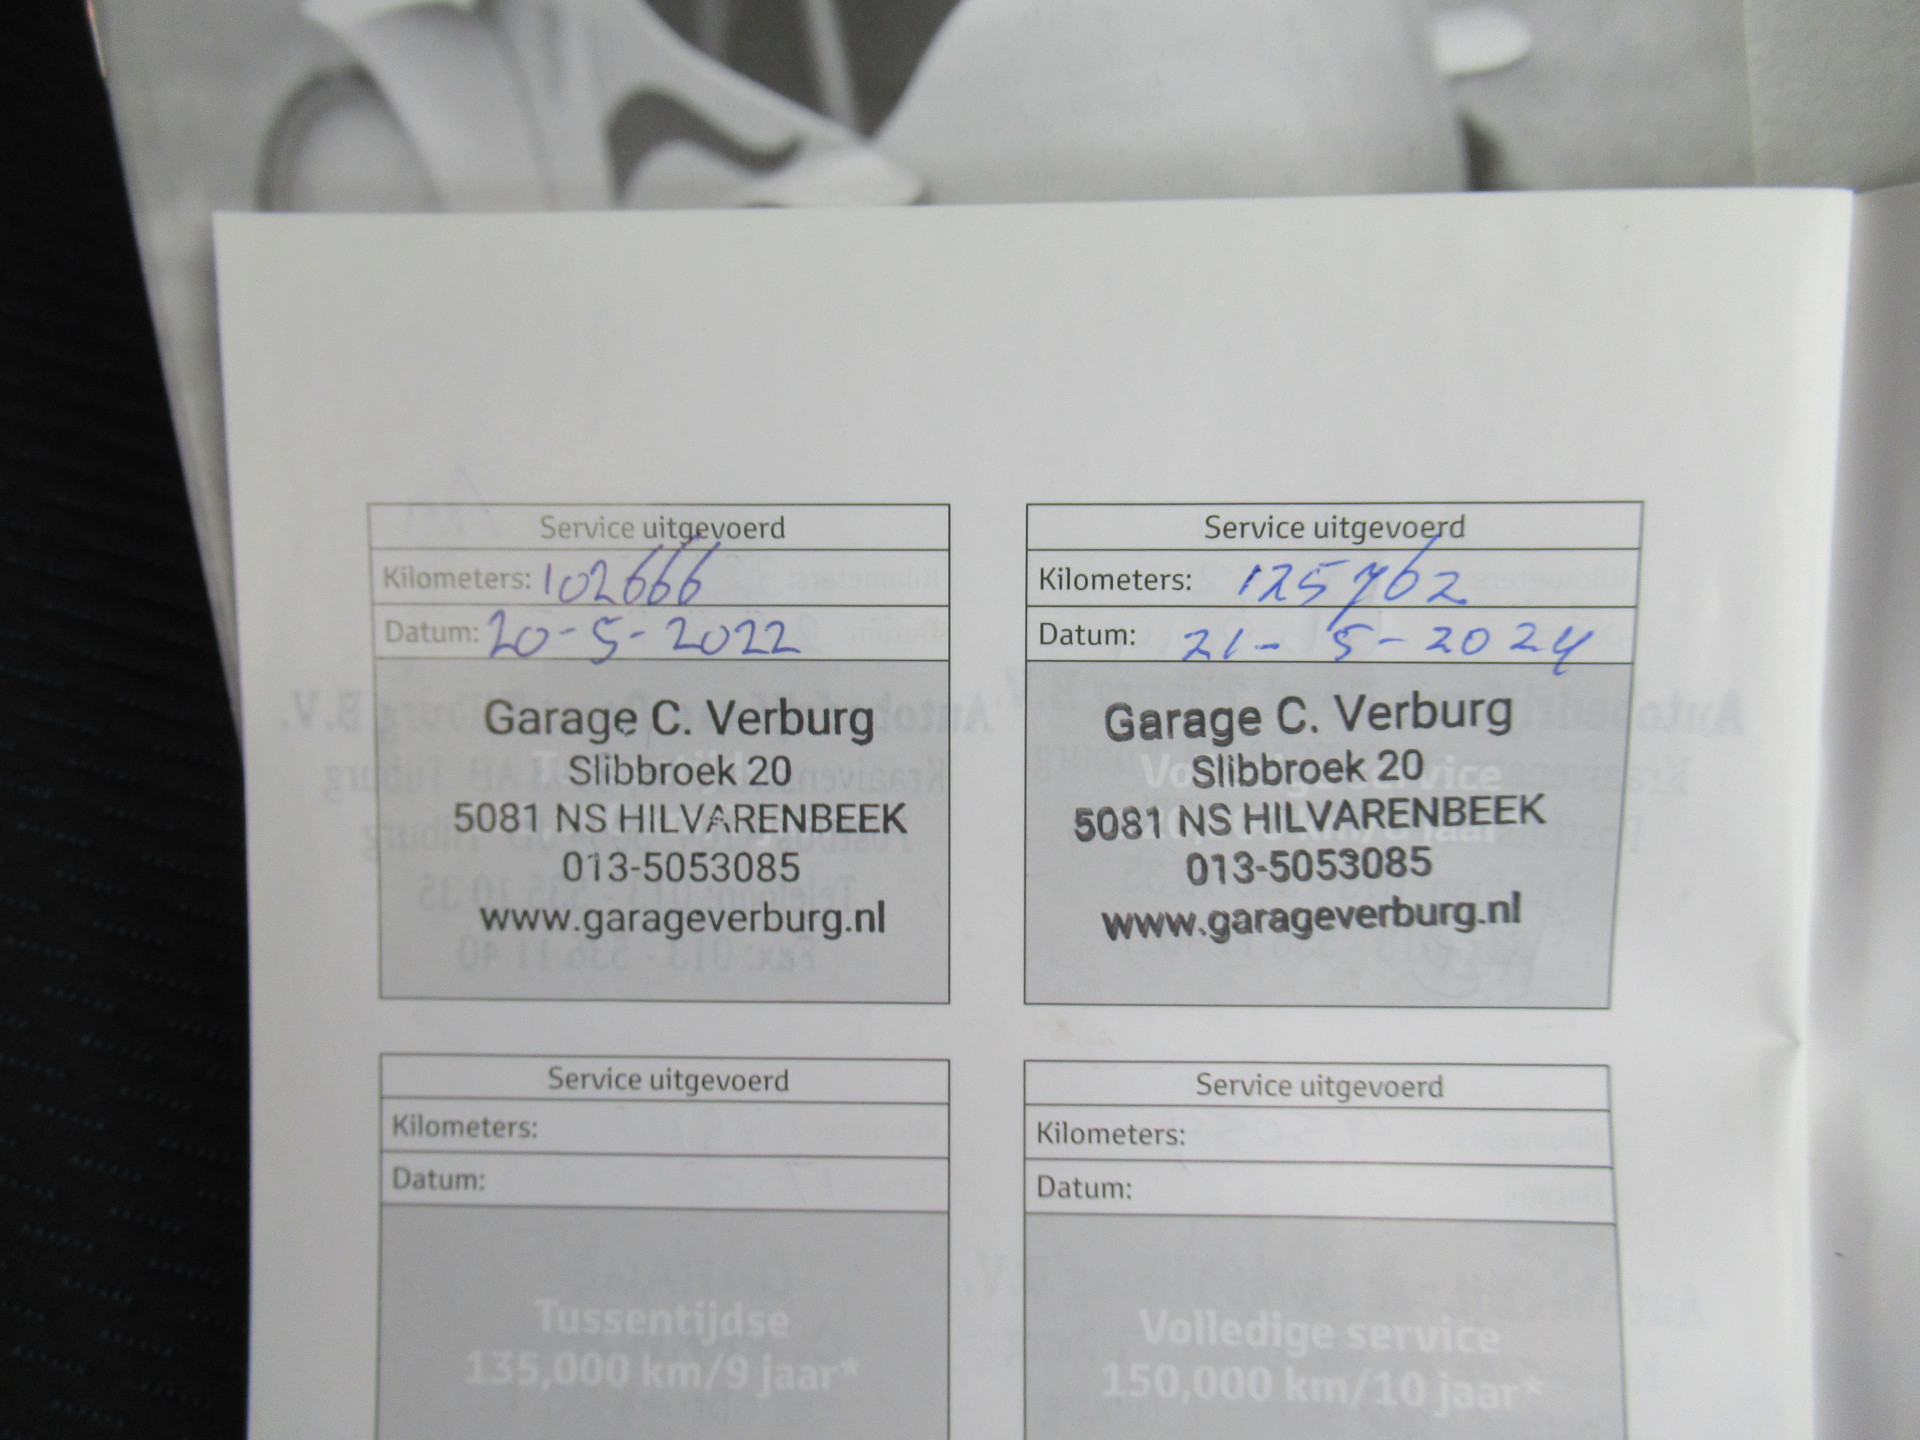 Service uitgevoerd
Kilometers: 102666
Datum: 20-5-2022
Garage C. Verburg
Slibbroek 20
5081 NS HILVARENBEEK
013-5053085
www.garageverburg.nl
Service uitgevoerd
Kilometers: 125762
Datum: 21-5-2024
Garage C. Verburg
Slibbroek 20
5081 NS HILVARENBEEK
013-5053085
www.garageverburg.nl
Service uitgevoerd
Kilometers:
Datum:
Tussentijdse
135,000 km/9 jaar*
Service uitgevoerd
Kilometers:
Datum:
Volledige service
150,000 km/10 jaar*